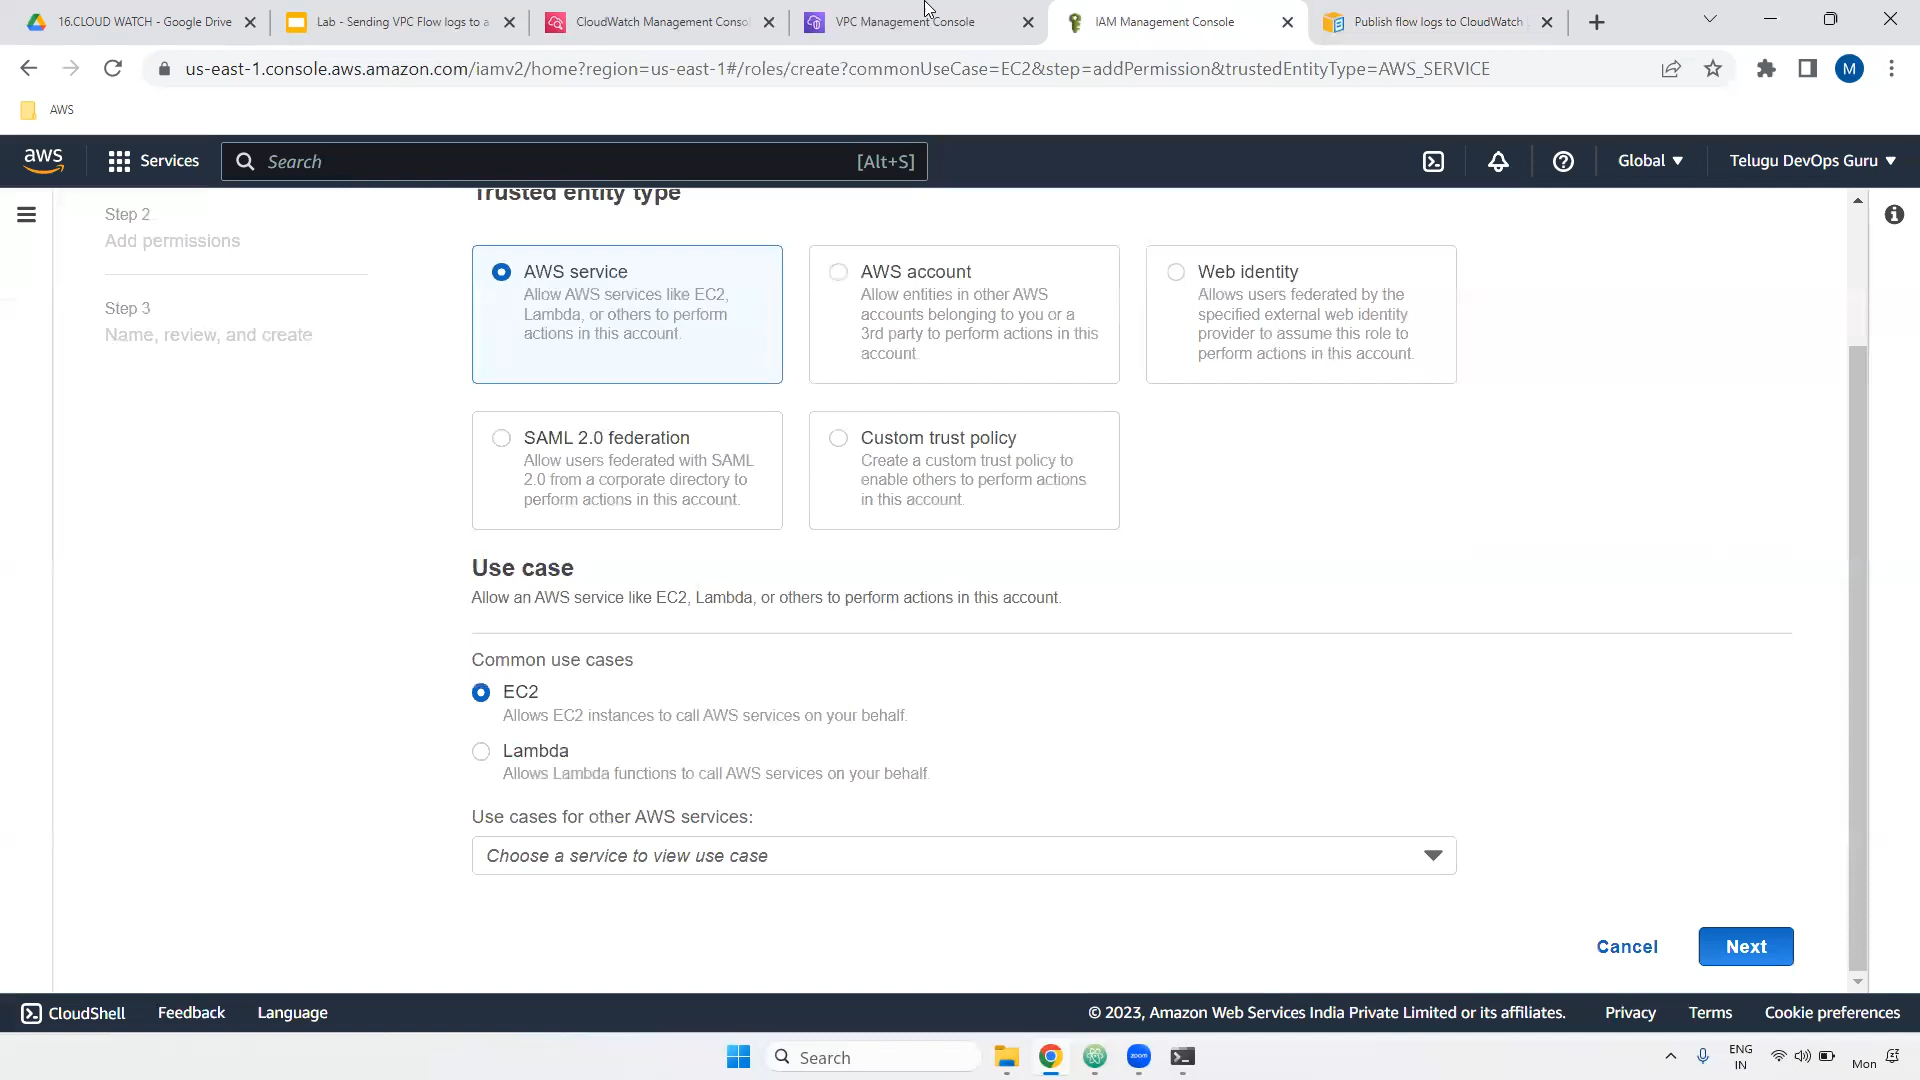 16.CLOUD WATCH - Google Drive
Lab - Sending VPC Flow logs to a
CloudWatch Management Conso
VPC Management Console
IAM Management Console
Publish flow logs to CloudWatch
us-east-1.console.aws.amazon.com/iamv2/home?region=us-east-1#/roles/create?commonUseCase=EC2&step=addPermission&trustedEntityType=AWS_SERVICE
M
AWS
aws
Services
Search
[Alt+S]
Global
Telugu DevOps Guru
Step 2
Add permissions
Step 3
Name, review, and create
Trusted entity type
AWS service
Allow AWS services like EC2,
Lambda, or others to perform
actions in this account.
AWS account
Allow entities in other AWS
accounts belonging to you or a
3rd party to perform actions in this
account.
Web identity
Allows users federated by the
specified external web identity
provider to assume this role to
perform actions in this account.
SAML 2.0 federation
Allow users federated with SAML
2.0 from a corporate directory to
perform actions in this account.
Custom trust policy
Create a custom trust policy to
enable others to perform actions
in this account.
Use case
Allow an AWS service like EC2, Lambda, or others to perform actions in this account.
Common use cases
EC2
Allows EC2 instances to call AWS services on your behalf.
Lambda
Allows Lambda functions to call AWS services on your behalf.
Use cases for other AWS services:
Choose a service to view use case
Cancel
Next
CloudShell
Feedback
Language
© 2023, Amazon Web Services India Private Limited or its affiliates.
Privacy
Terms
Cookie preferences
Search
zoom
ENG
IN
Mon